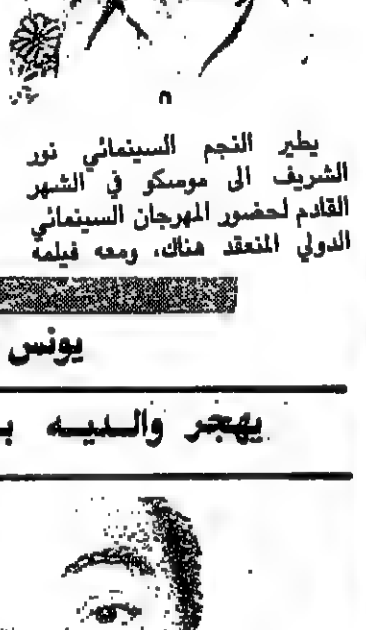 يطير النجم السينمائي نور
الشريف الى موسكو في الشهر
القادم لحضور المهرجان السينمائي
الدولي المنعقد هناك، ومعه فيلمه
يونس
يهجر والديه ب